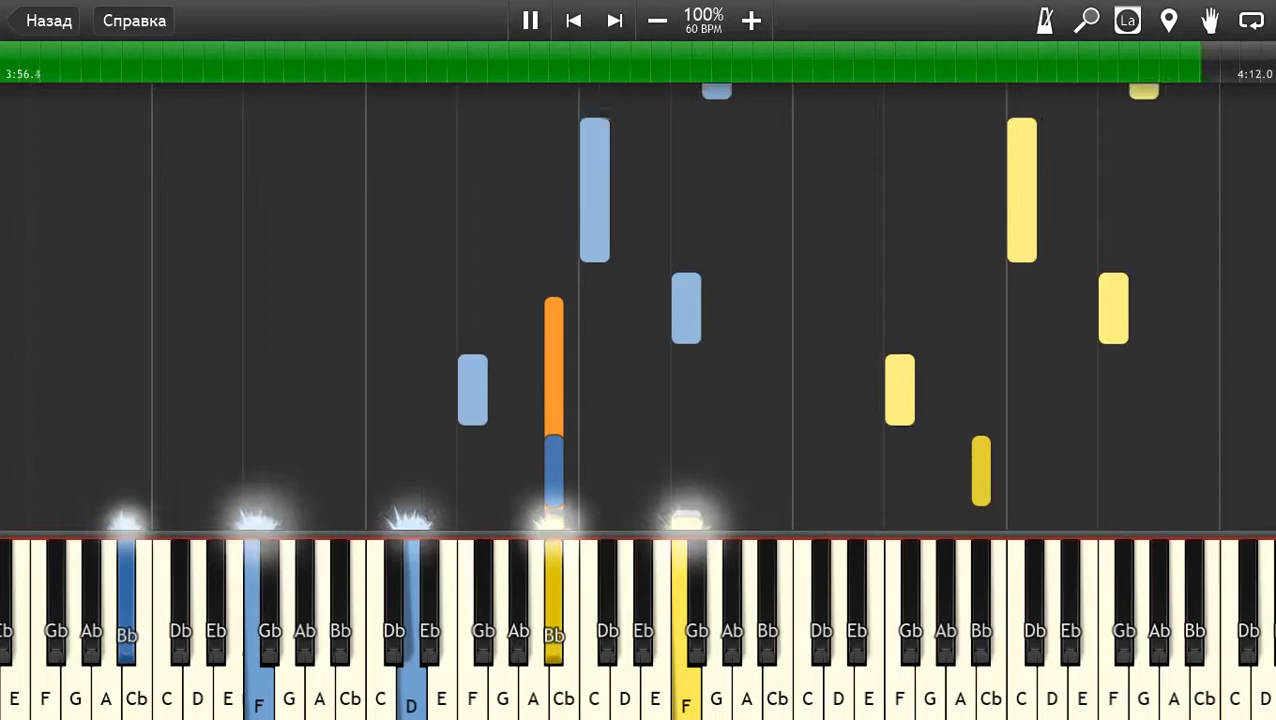 Назад Справка 100% La
60 BPM
3:56.4 4:12.0
Eb Gb Ab Bb Db Eb Gb Ab Bb Db Eb Gb Ab Bb Db Eb Gb Ab Bb Db Eb Gb Ab Bb Db Eb Gb Ab Bb Db
E F G A Cb C D E F G A Cb C D E F G A Cb C D E F G A Cb C D E F G A Cb C D E F G A Cb C D